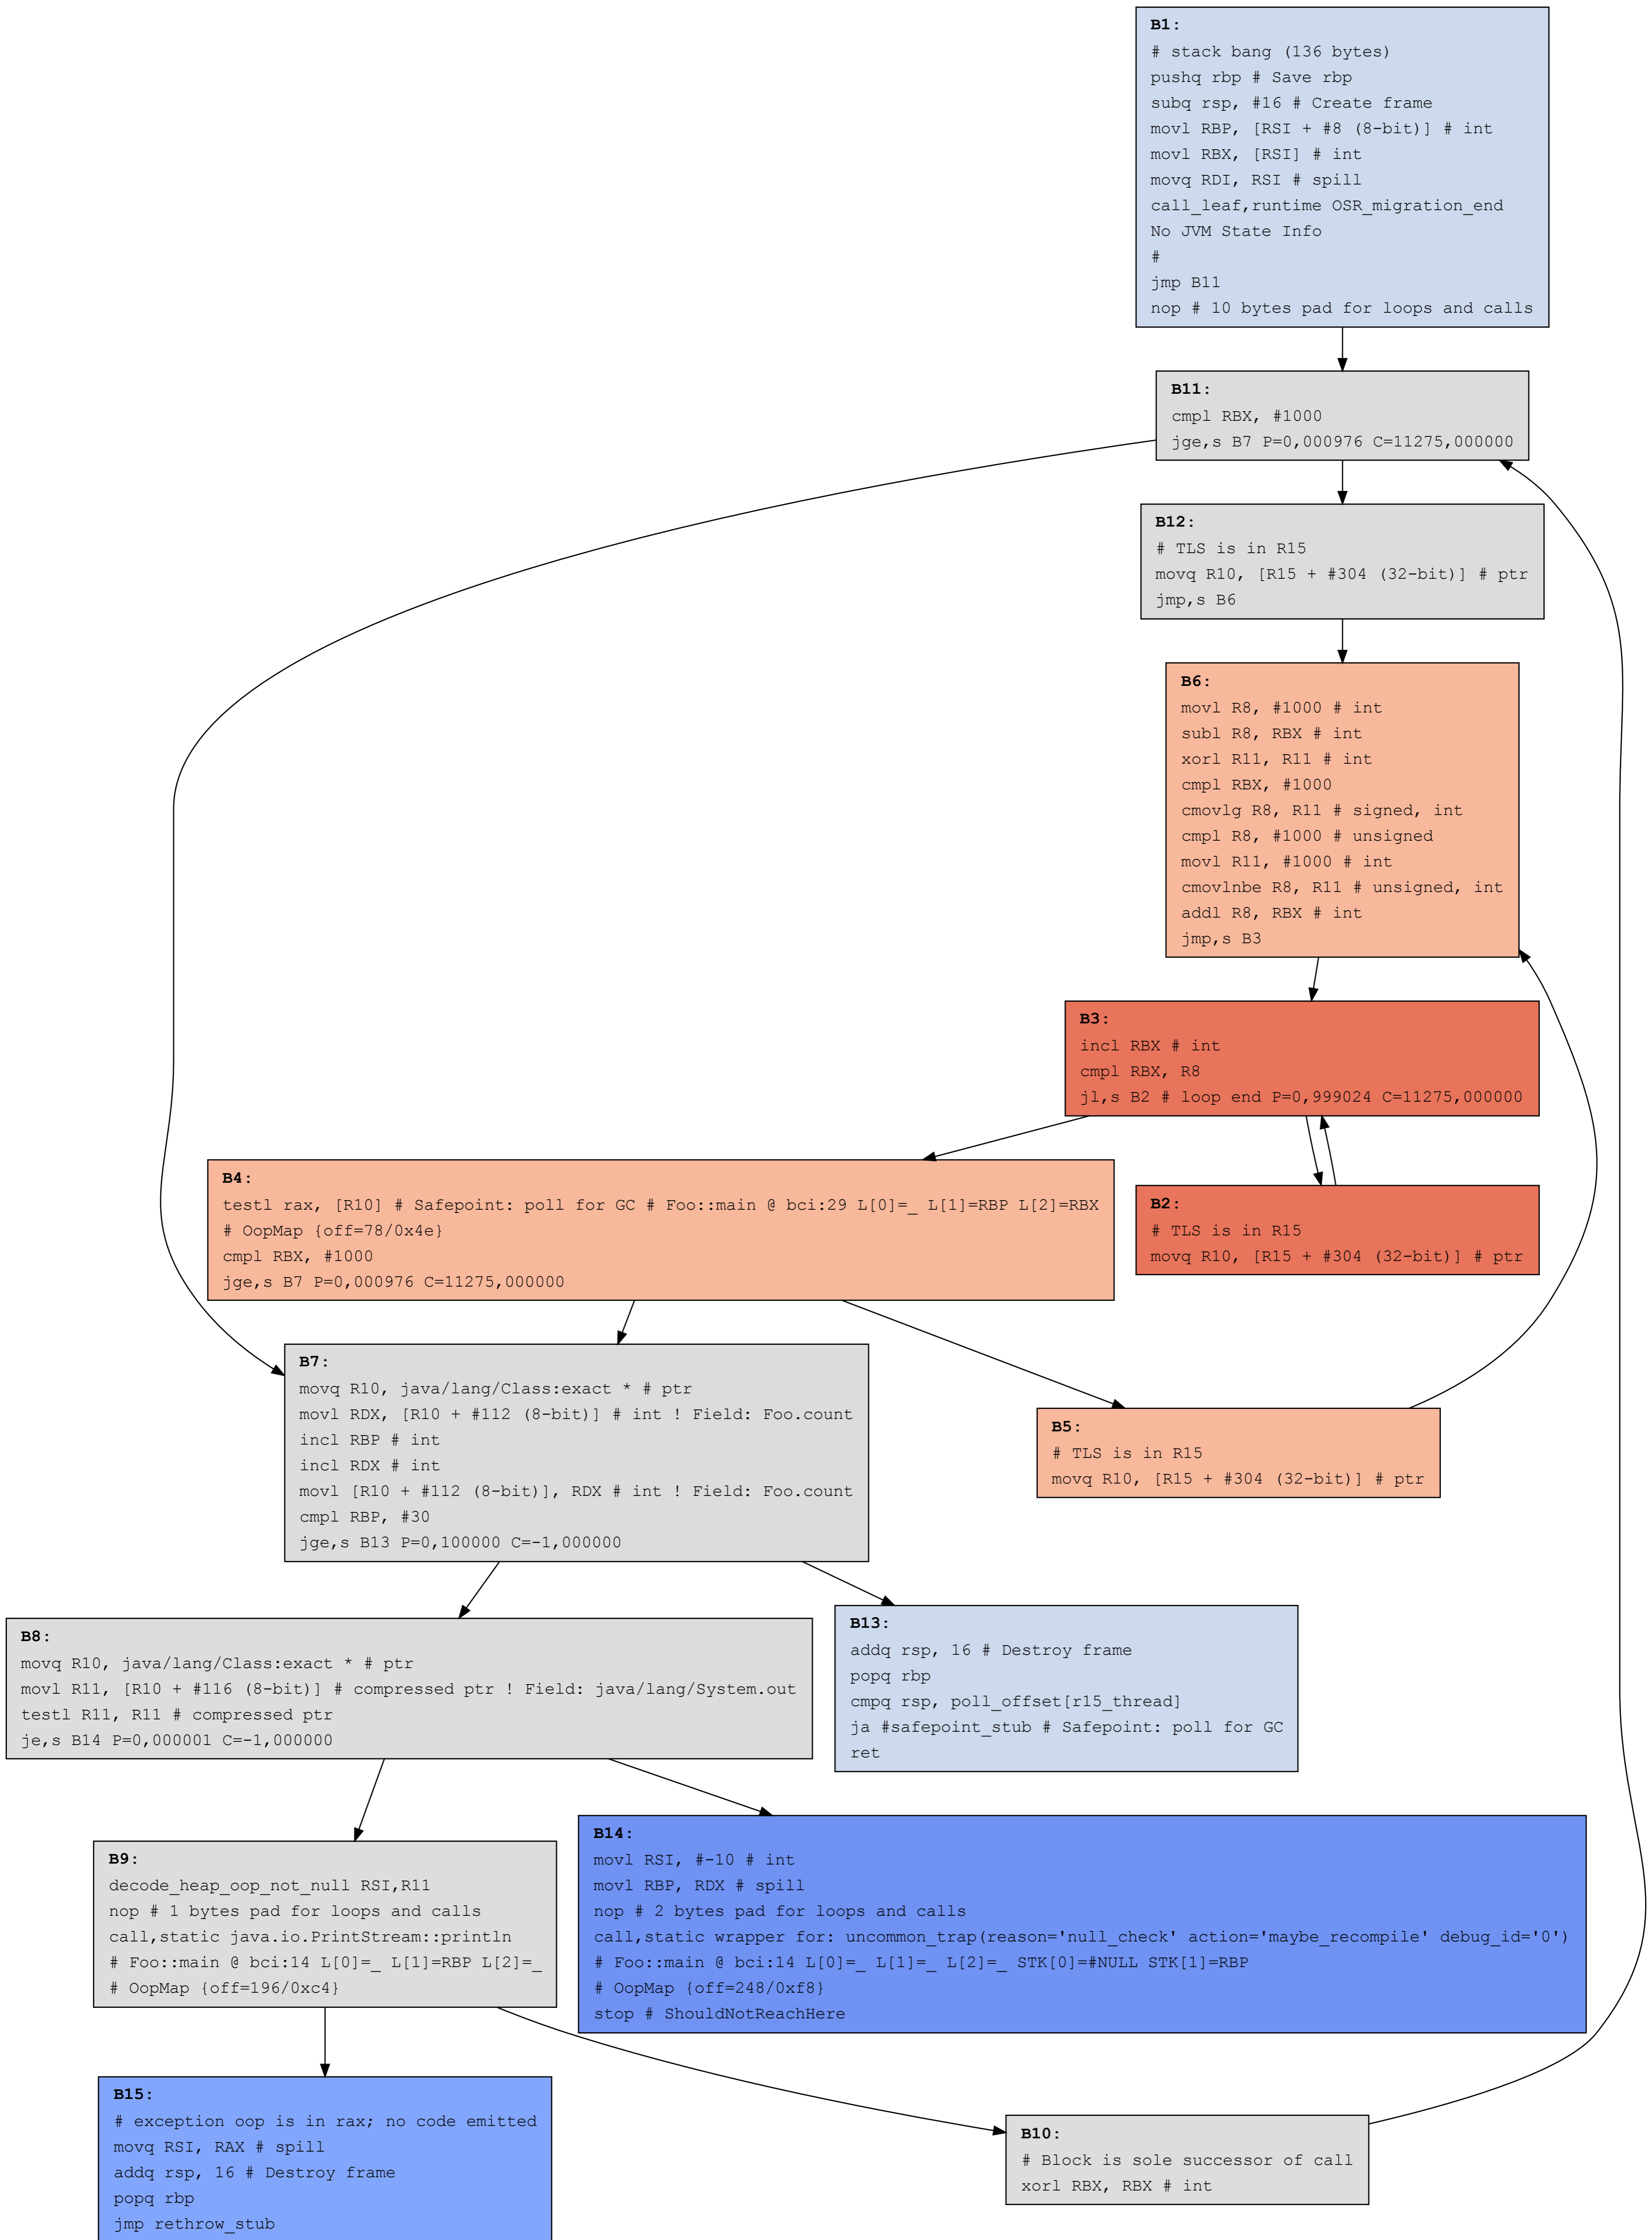 B1:
# stack bang (136 bytes)
pushq rbp # Save rbp
subq rsp, #16 # Create frame
movl RBP, [RSI + #8 (8-bit)] # int
movl RBX, [RSI] # int
movq RDI, RSI # spill
call_leaf,runtime OSR_migration_end
No JVM State Info
#
jmp B11
nop # 10 bytes pad for loops and calls
B11:
cmpl RBX, #1000
jge,s B7 P=0,000976 C=11275,000000
B12:
# TLS is in R15
movq R10, [R15 + #304 (32-bit)] # ptr
jmp,s B6
B6:
movl R8, #1000 # int
subl R8, RBX # int
xorl R11, R11 # int
cmpl RBX, #1000
cmovlg R8, R11 # signed, int
cmpl R8, #1000 # unsigned
movl R11, #1000 # int
cmovlnbe R8, R11 # unsigned, int
addl R8, RBX # int
jmp,s B3
B3:
incl RBX # int
cmpl RBX, R8
jl,s B2 # loop end P=0,999024 C=11275,000000
B4:
testl rax, [R10] # Safepoint: poll for GC # Foo::main @ bci:29 L[0]=_ L[1]=RBP L[2]=RBX
# OopMap {off=78/0x4e}
cmpl RBX, #1000
jge,s B7 P=0,000976 C=11275,000000
B2:
# TLS is in R15
movq R10, [R15 + #304 (32-bit)] # ptr
B7:
movq R10, java/lang/Class:exact * # ptr
movl RDX, [R10 + #112 (8-bit)] # int ! Field: Foo.count
incl RBP # int
incl RDX # int
movl [R10 + #112 (8-bit)], RDX # int ! Field: Foo.count
cmpl RBP, #30
jge,s B13 P=0,100000 C=-1,000000
B5:
# TLS is in R15
movq R10, [R15 + #304 (32-bit)] # ptr
B8:
movq R10, java/lang/Class:exact * # ptr
movl R11, [R10 + #116 (8-bit)] # compressed ptr ! Field: java/lang/System.out
testl R11, R11 # compressed ptr
je,s B14 P=0,000001 C=-1,000000
B13:
addq rsp, 16 # Destroy frame
popq rbp
cmpq rsp, poll_offset[r15_thread]
ja #safepoint_stub # Safepoint: poll for GC
ret
B9:
decode_heap_oop_not_null RSI,R11
nop # 1 bytes pad for loops and calls
call,static java.io.PrintStream::println
# Foo::main @ bci:14 L[0]=_ L[1]=RBP L[2]=_
# OopMap {off=196/0xc4}
B14:
movl RSI, #-10 # int
movl RBP, RDX # spill
nop # 2 bytes pad for loops and calls
call,static wrapper for: uncommon_trap(reason='null_check' action='maybe_recompile' debug_id='0')
# Foo::main @ bci:14 L[0]=_ L[1]=_ L[2]=_ STK[0]=#NULL STK[1]=RBP
# OopMap {off=248/0xf8}
stop # ShouldNotReachHere
B15:
# exception oop is in rax; no code emitted
movq RSI, RAX # spill
addq rsp, 16 # Destroy frame
popq rbp
jmp rethrow_stub
B10:
# Block is sole successor of call
xorl RBX, RBX # int